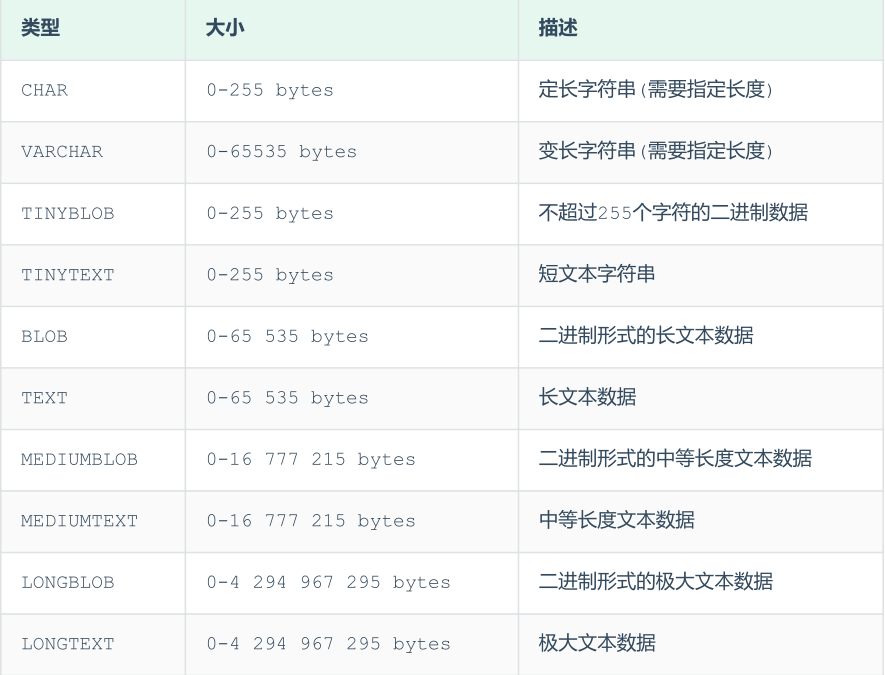 类型 大小 描述
CHAR 0-255 bytes 定长字符串(需要指定长度)
VARCHAR 0-65535 bytes 变长字符串(需要指定长度)
TINYBLOB 0-255 bytes 不超过255个字符的二进制数据
TINYTEXT 0-255 bytes 短文本字符串
BLOB 0-65 535 bytes 二进制形式的长文本数据
TEXT 0-65 535 bytes 长文本数据
MEDIUMBLOB 0-16 777 215 bytes 二进制形式的中等长度文本数据
MEDIUMTEXT 0-16 777 215 bytes 中等长度文本数据
LONGBLOB 0-4 294 967 295 bytes 二进制形式的极大文本数据
LONGTEXT 0-4 294 967 295 bytes 极大文本数据